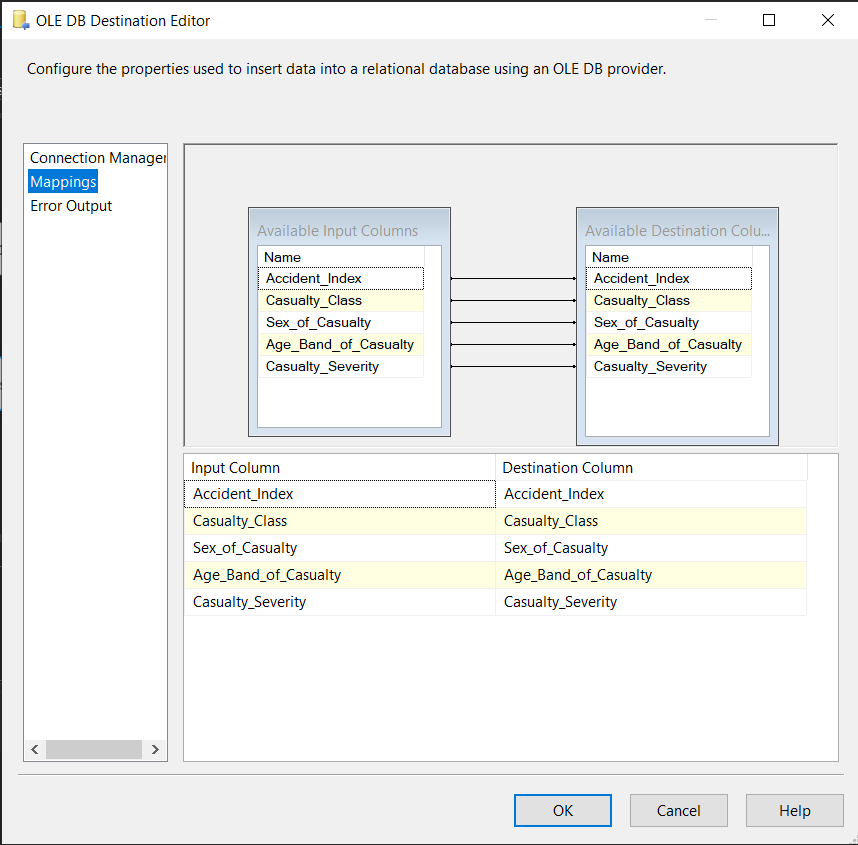 OLE DB Destination Editor
Configure the properties used to insert data into a relational database using an OLE DB provider.
Connection Manager
Mappings
Error Output
Available Input Columns
Name
Accident_Index
Casualty_Class
Sex_of_Casualty
Age_Band_of_Casualty
Casualty_Severity
Available Destination Colu...
Name
Accident_Index
Casualty_Class
Sex_of_Casualty
Age_Band_of_Casualty
Casualty_Severity
Input Column Destination Column
Accident_Index Accident_Index
Casualty_Class Casualty_Class
Sex_of_Casualty Sex_of_Casualty
Age_Band_of_Casualty Age_Band_of_Casualty
Casualty_Severity Casualty_Severity
OK Cancel Help